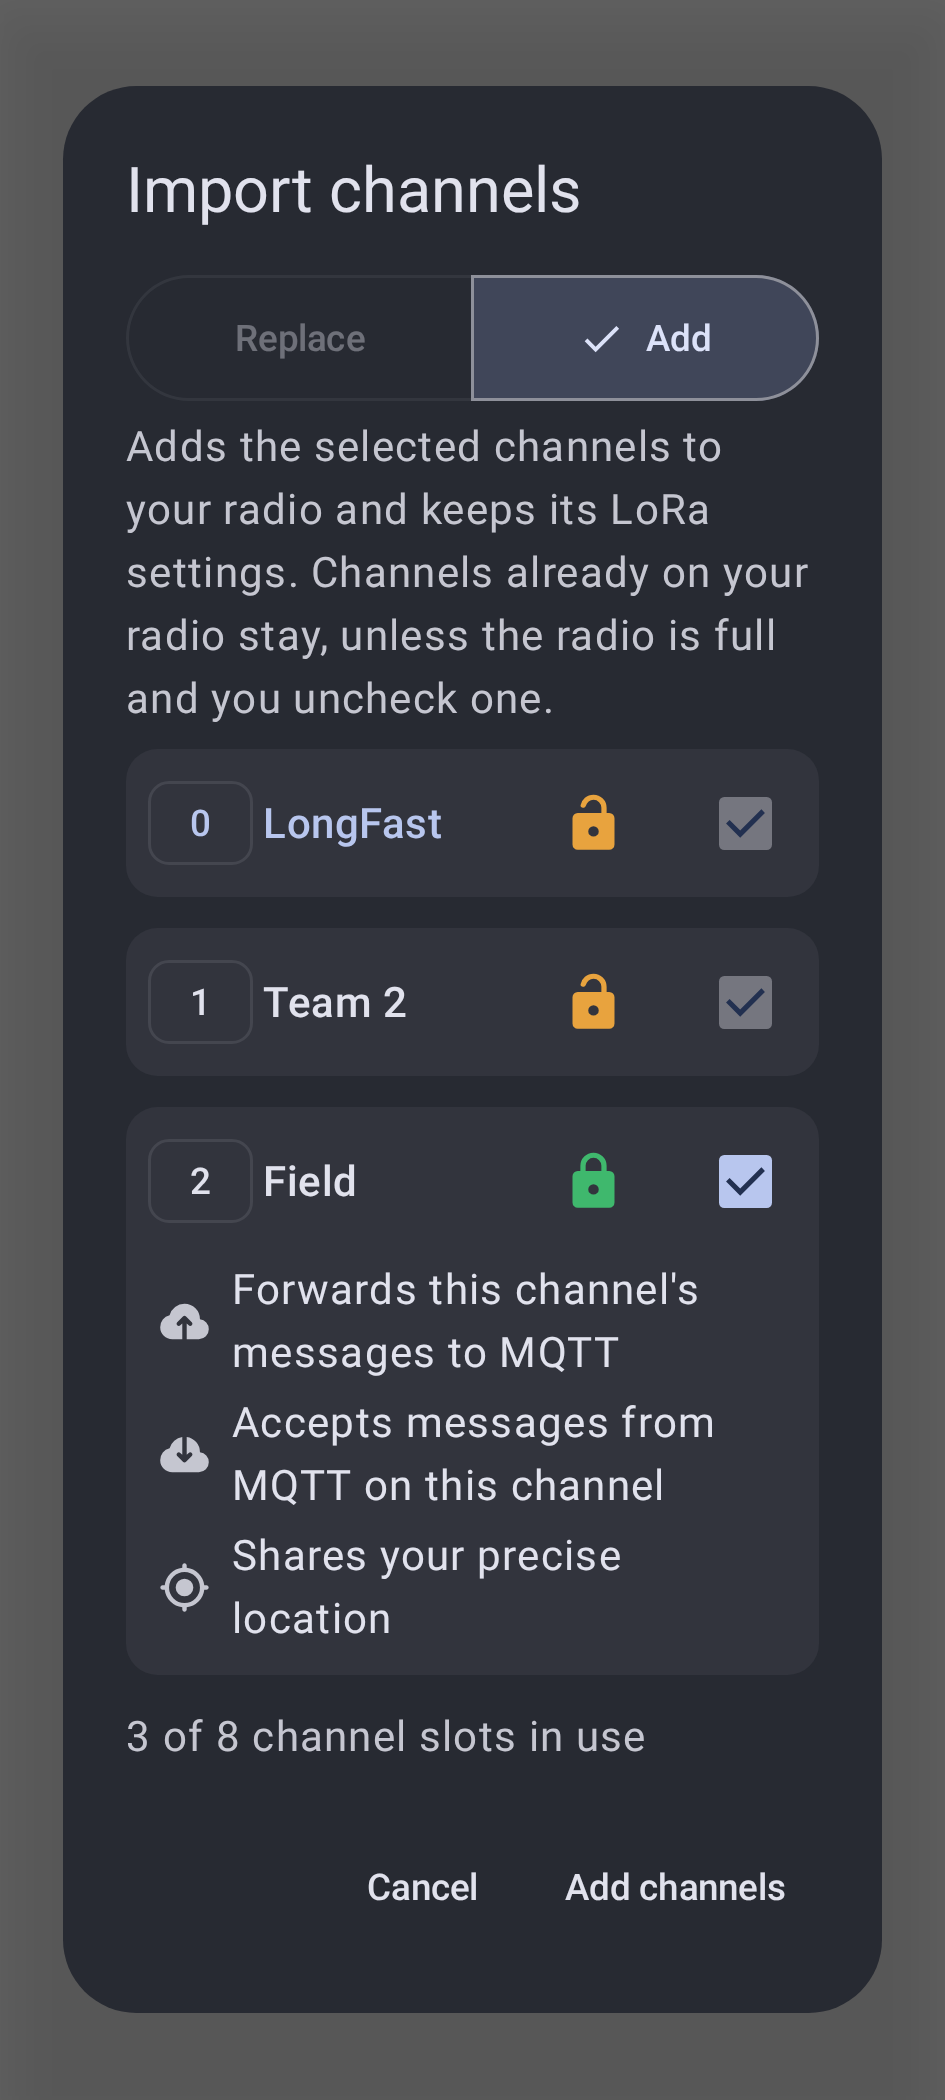 Import channels
Replace
Add
Adds the selected channels to
your radio and keeps its LoRa
settings. Channels already on your
radio stay, unless the radio is full
and you uncheck one.
0 LongFast
1 Team 2
2 Field
Forwards this channel's
messages to MQTT
Accepts messages from
MQTT on this channel
Shares your precise
location
3 of 8 channel slots in use
Cancel Add channels